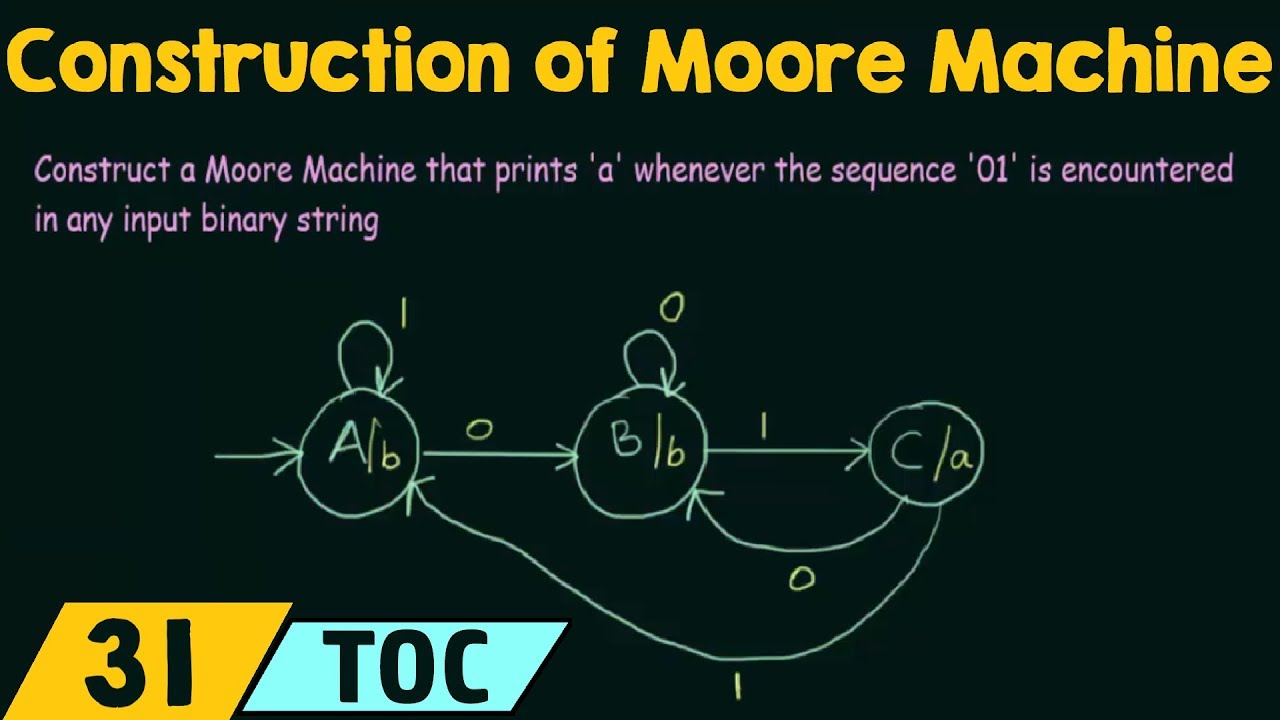 Construction of Moore Machine
Construct a Moore Machine that prints 'a' whenever the sequence '01' is encountered
in any input binary string
1 0
A/b 0 B/b 1 C/a
0
1
31 TOC